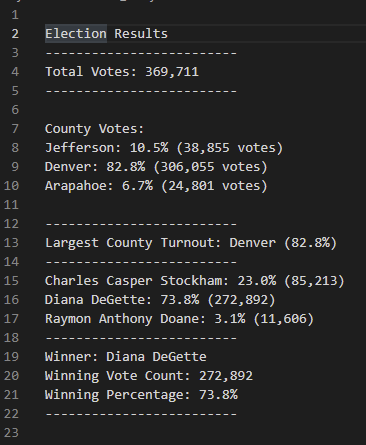 1
2 Election Results
3 -------------------------
4 Total Votes: 369,711
5 -------------------------
6
7 County Votes:
8 Jefferson: 10.5% (38,855 votes)
9 Denver: 82.8% (306,055 votes)
10 Arapahoe: 6.7% (24,801 votes)
11
12 -------------------------
13 Largest County Turnout: Denver (82.8%)
14 -------------------------
15 Charles Casper Stockham: 23.0% (85,213)
16 Diana DeGette: 73.8% (272,892)
17 Raymon Anthony Doane: 3.1% (11,606)
18 -------------------------
19 Winner: Diana DeGette
20 Winning Vote Count: 272,892
21 Winning Percentage: 73.8%
22 -------------------------
23